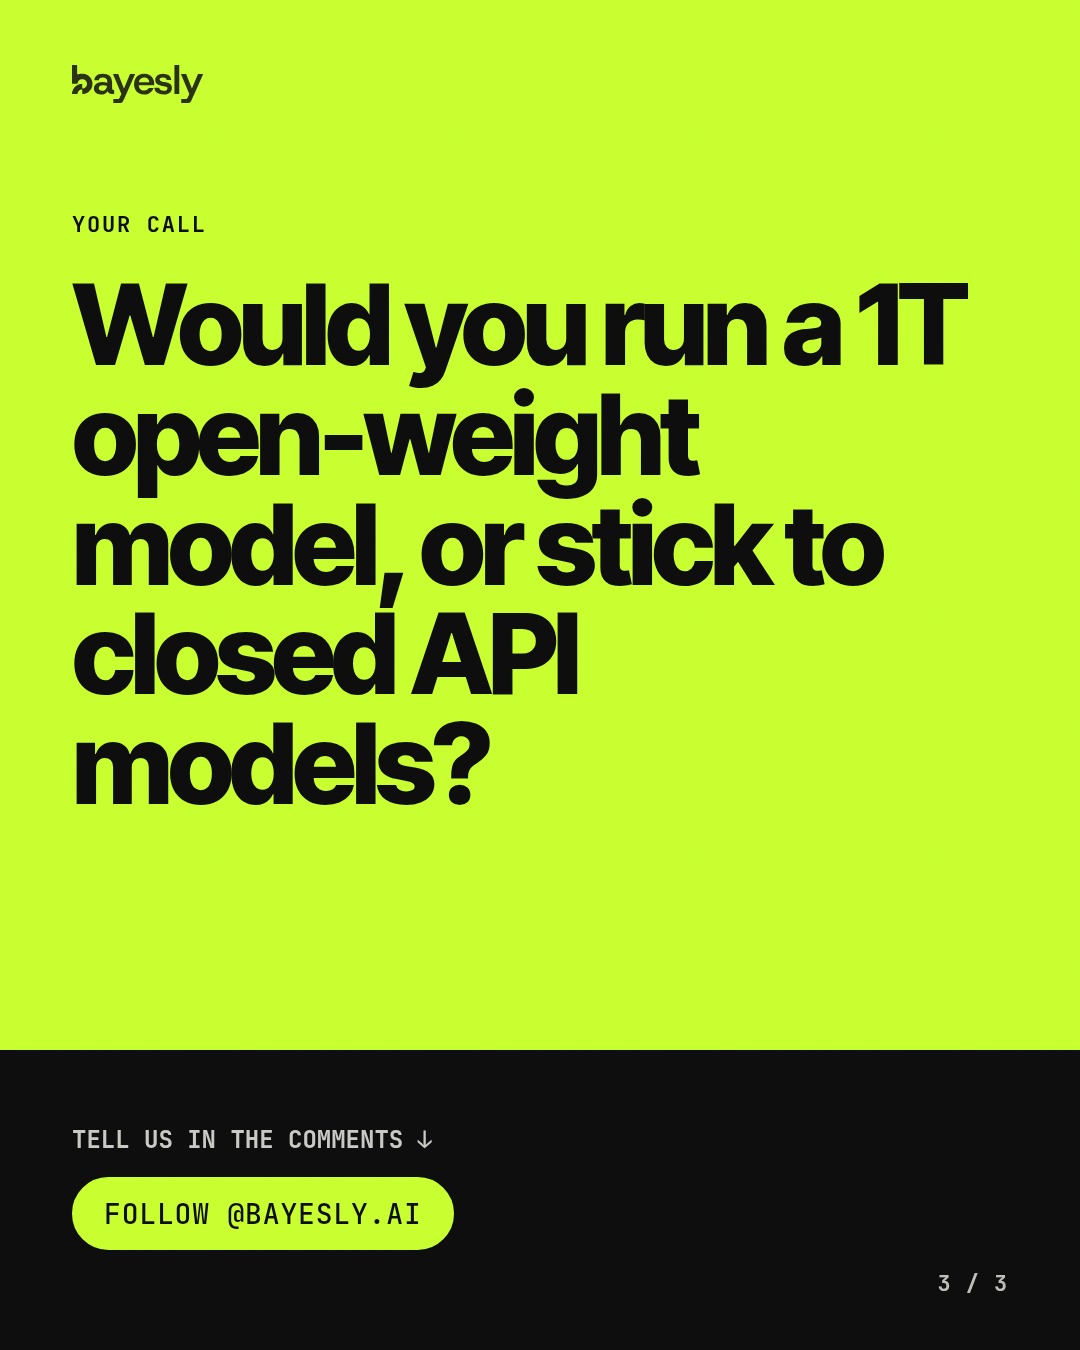 bayesly
YOUR CALL
Would you run a 1T
open-weight
model, or stick to
closed API
models?
TELL US IN THE COMMENTS ↓
FOLLOW @BAYESLY.AI
3 / 3